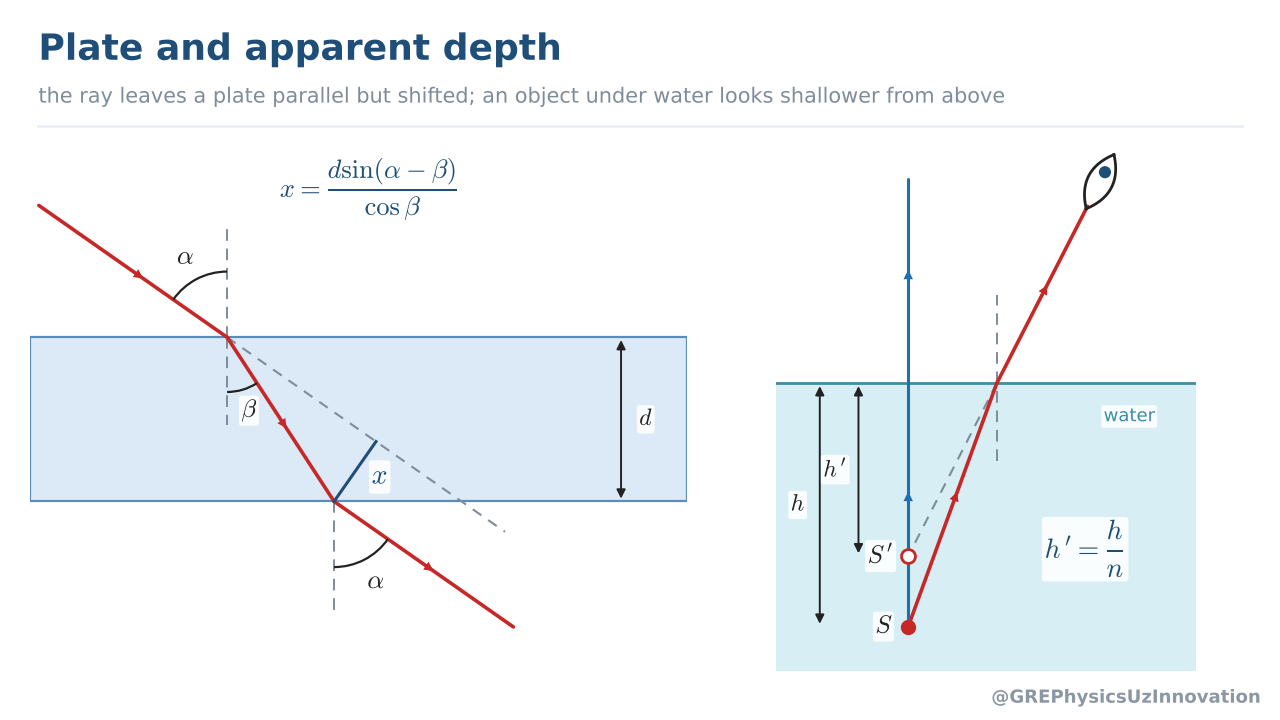 Plate and apparent depth
the ray leaves a plate parallel but shifted; an object under water looks shallower from above
x = dsin(α − β) / cos β
α
β
d
x
α
water
h′
h
S′
h′ = h / n
S
@GREPhysicsUzInnovation